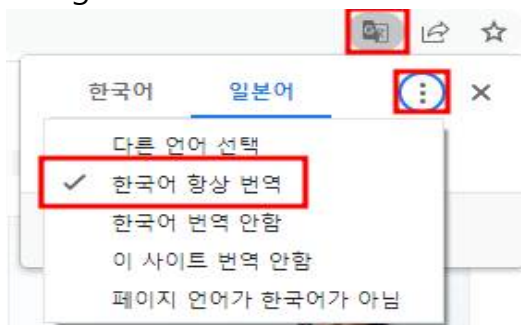 한국어 일본어
다른 언어 선택
한국어 항상 번역
한국어 번역 안함
이 사이트 번역 안함
페이지 언어가 한국어가 아님